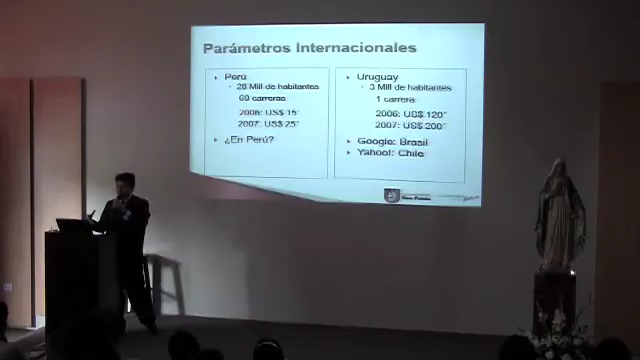 Parámetros Internacionales
Perú
28 Mill de habitantes
69 carreras
2006: US$ 15*
2007: US$ 25*
¿En Perú?
Uruguay
3 Mill de habitantes
1 carrera
2006: US$ 120*
2007: US$ 200*
Google: Brasil
Yahoo!: Chile